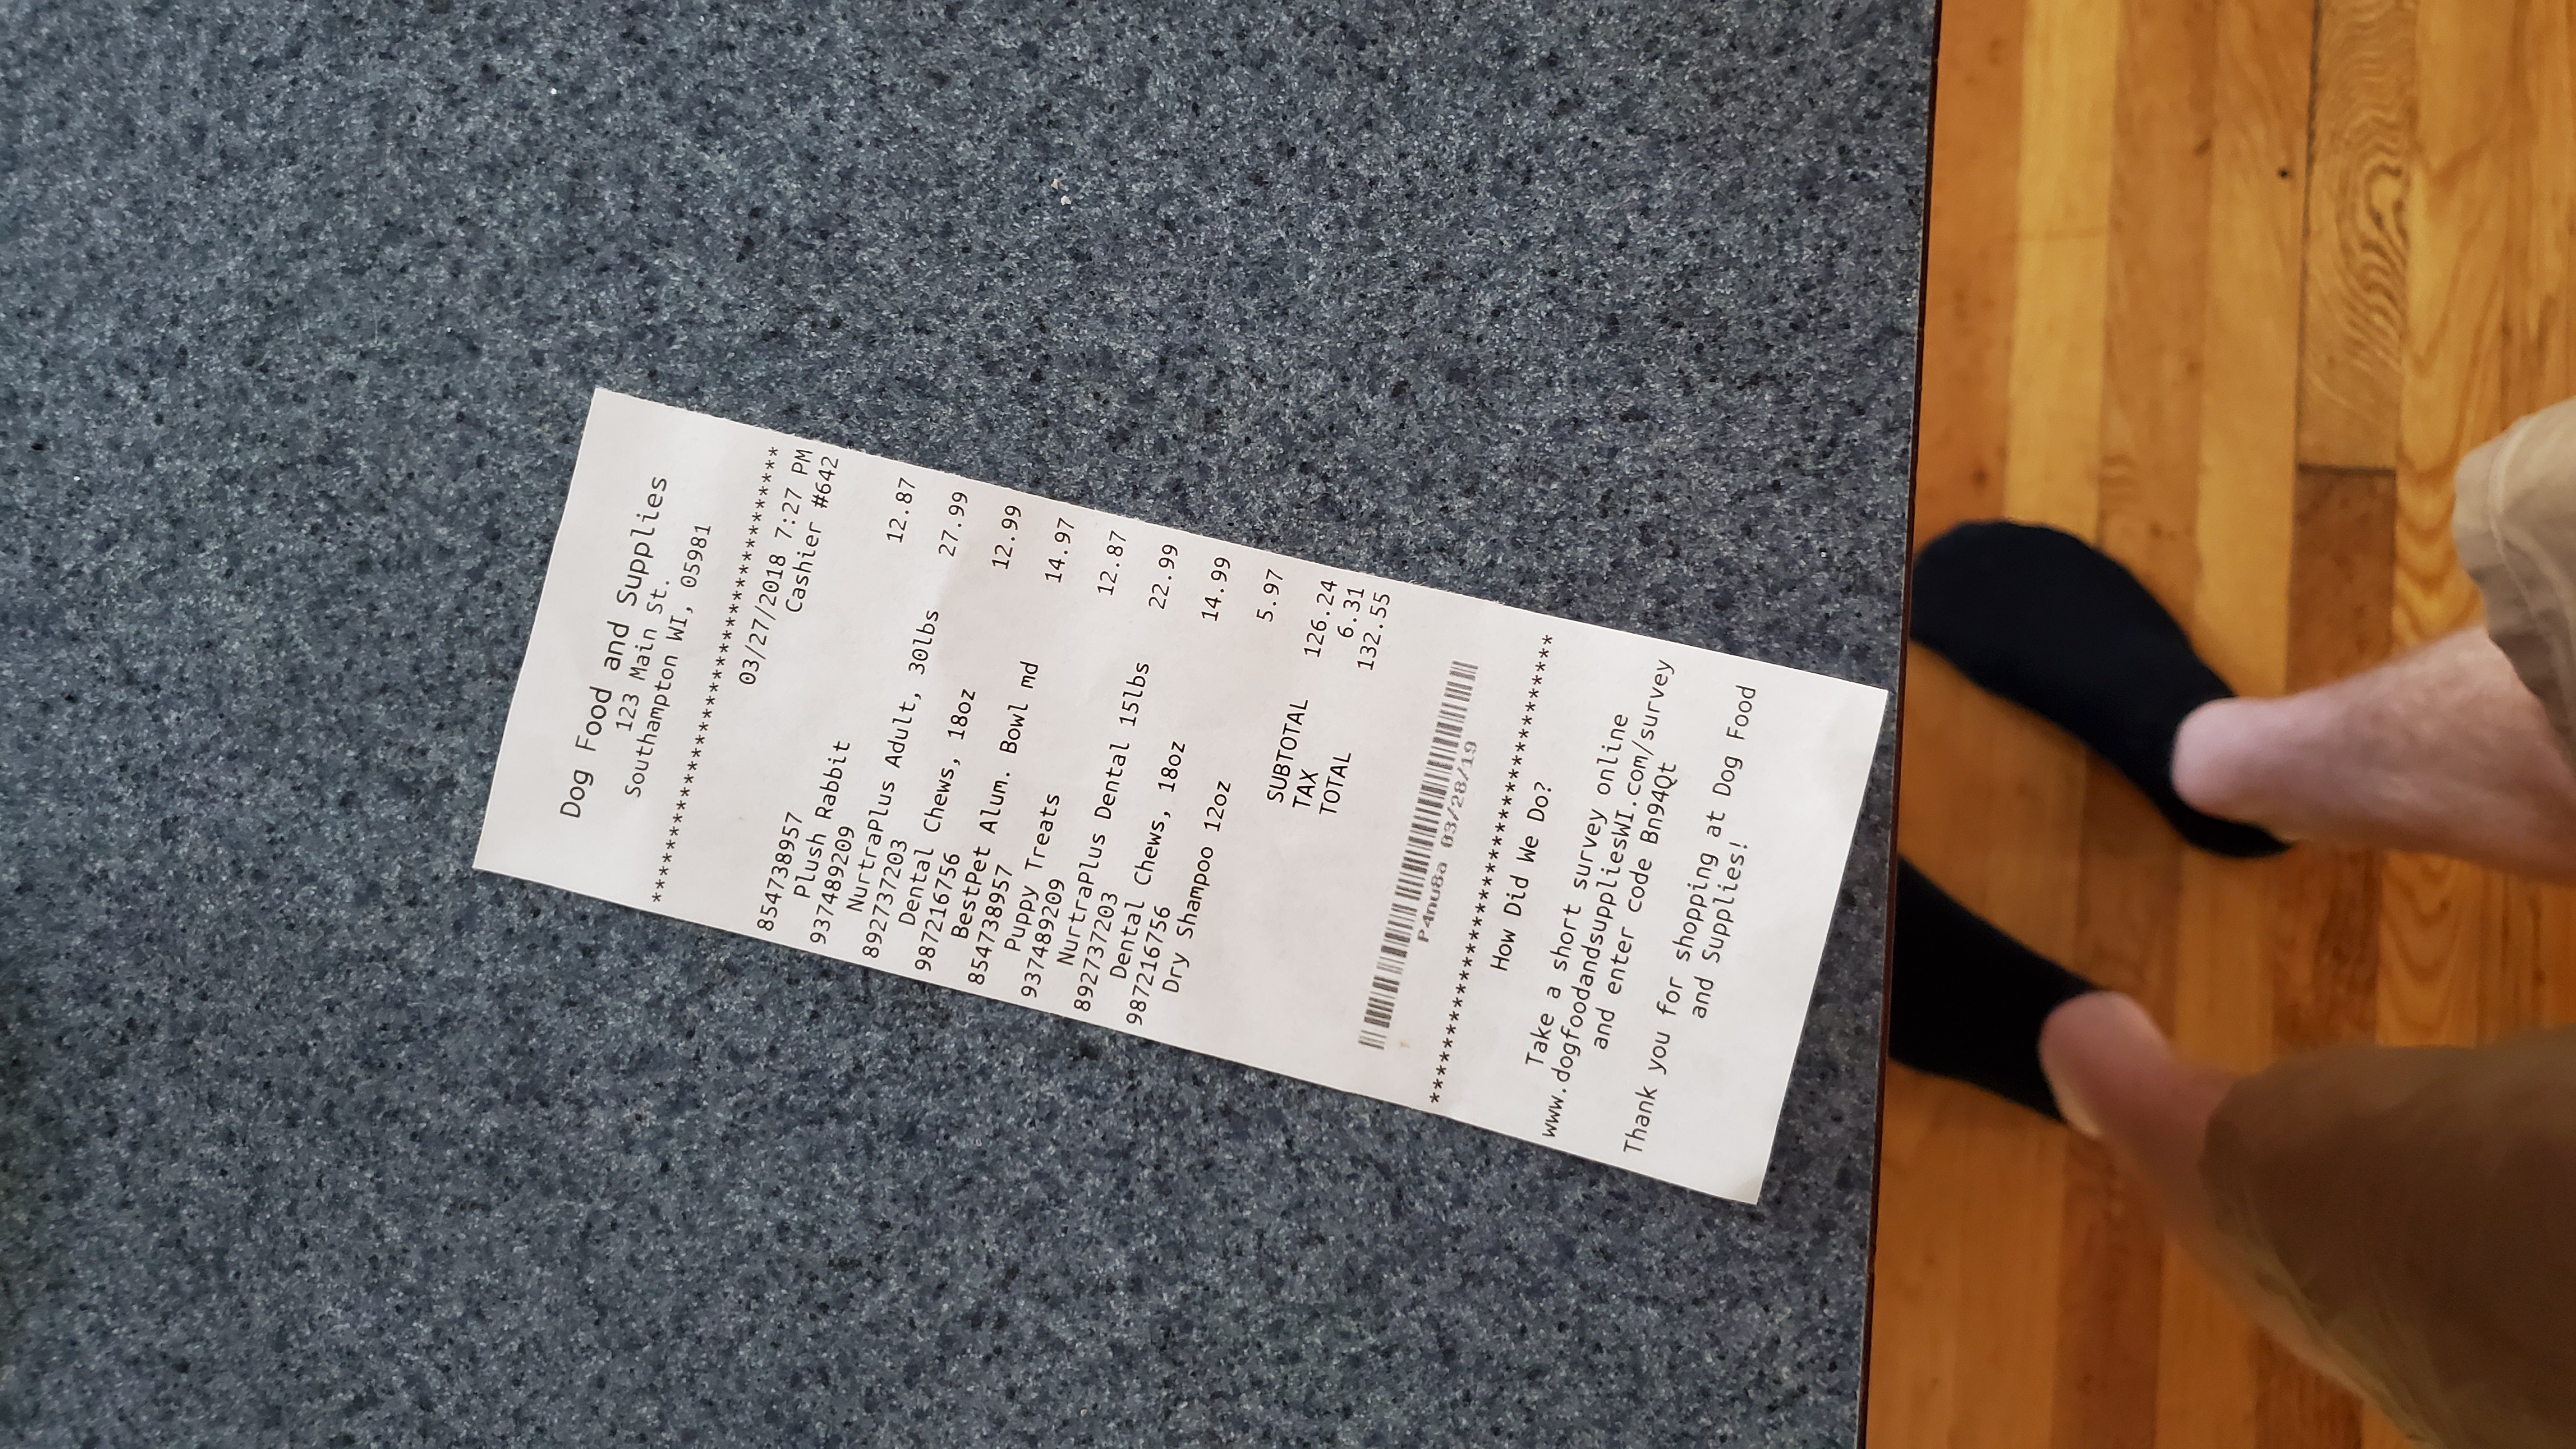 Dog Food and Supplies
123 Main St.
Southampton WI, 05981
***********************************
03/27/2018 7:27 PM
Cashier #642
854738957
Plush Rabbit 12.87
937489209
NurtraPlus Adult, 30lbs 27.99
892737203
Dental Chews, 18oz 12.99
987216756
BestPet Alum. Bowl md 14.97
854738957
Puppy Treats 12.87
937489209
NurtraPlus Dental 15lbs 22.99
892737203
Dental Chews, 18oz 14.99
987216756
Dry Shampoo 12oz 5.97
SUBTOTAL 126.24
TAX 6.31
TOTAL 132.55
P4nu8a 03/28/19
***********************************
How Did We Do?
Take a short survey online
www.dogfoodandsuppliesWI.com/survey
and enter code Bn94Qt
Thank you for shopping at Dog Food
and Supplies!